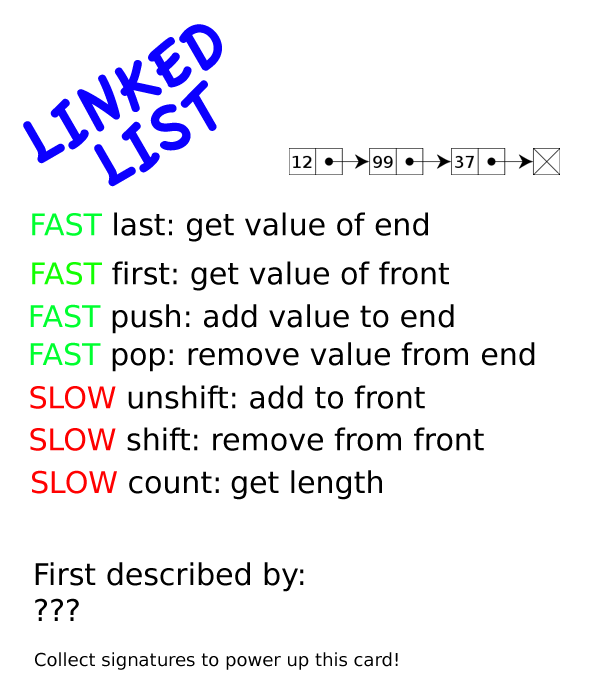 LINKED
LIST
12 99 37
FAST last: get value of end
FAST first: get value of front
FAST push: add value to end
FAST pop: remove value from end
SLOW unshift: add to front
SLOW shift: remove from front
SLOW count: get length
First described by:
???
Collect signatures to power up this card!